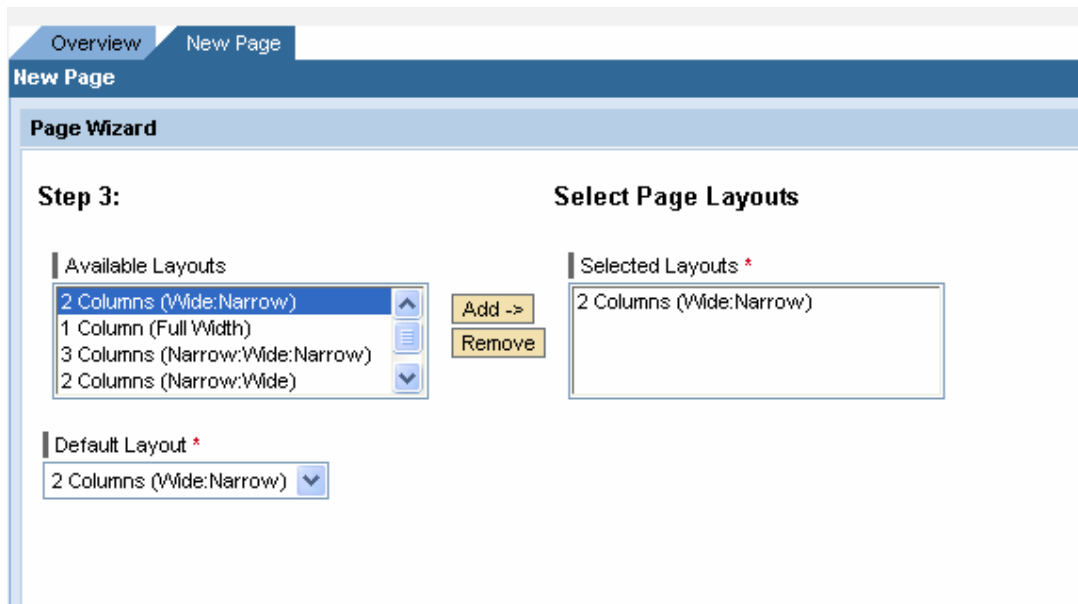 Overview New Page
New Page
Page Wizard
Step 3: Select Page Layouts
Available Layouts
2 Columns (Wide:Narrow)
1 Column (Full Width)
3 Columns (Narrow:Wide:Narrow)
2 Columns (Narrow:Wide)
Add ->
Remove
Selected Layouts *
2 Columns (Wide:Narrow)
Default Layout *
2 Columns (Wide:Narrow)